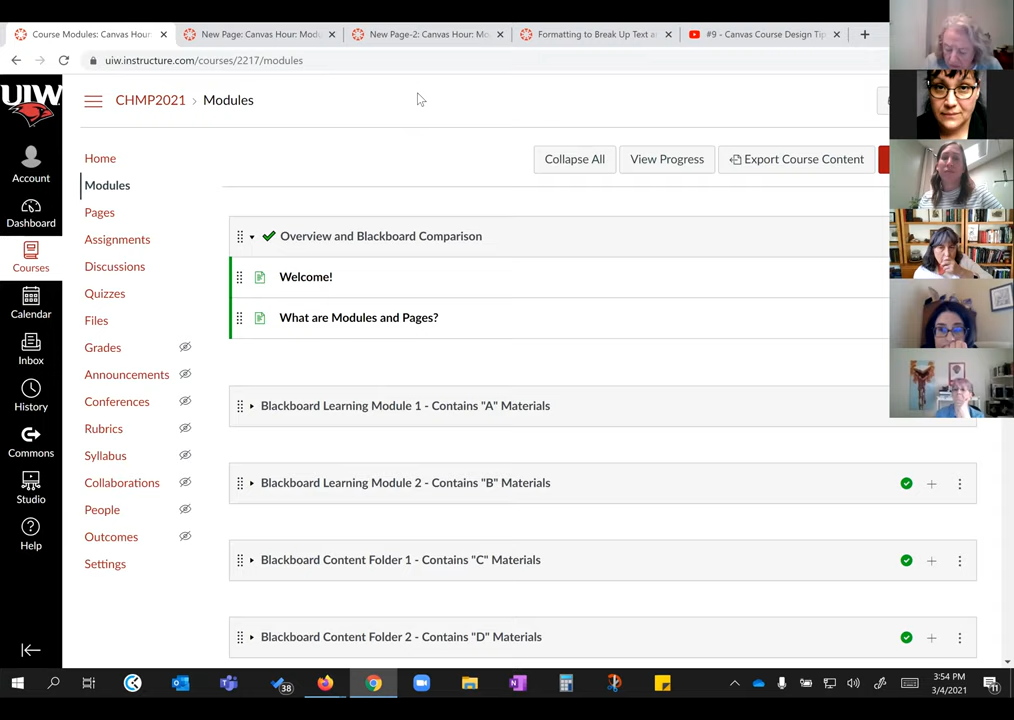 Course Modules: Canvas Hour:
New Page: Canvas Hour: Modu
New Page-2: Canvas Hour: Mo
Formatting to Break Up Text a
#9 - Canvas Course Design Tip
uiw.instructure.com/courses/2217/modules
UIW
CHMP2021 › Modules
Account
Dashboard
Courses
Calendar
Inbox
History
Commons
Studio
Help
Home
Modules
Pages
Assignments
Discussions
Quizzes
Files
Grades
Announcements
Conferences
Rubrics
Syllabus
Collaborations
People
Outcomes
Settings
Collapse All
View Progress
Export Course Content
Overview and Blackboard Comparison
Welcome!
What are Modules and Pages?
Blackboard Learning Module 1 - Contains "A" Materials
Blackboard Learning Module 2 - Contains "B" Materials
Blackboard Content Folder 1 - Contains "C" Materials
Blackboard Content Folder 2 - Contains "D" Materials
38
3:54 PM
3/4/2021
11